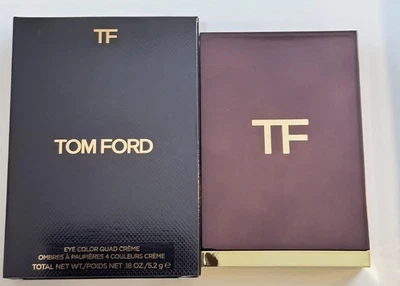 TF
TOM FORD
EYE COLOR QUAD CRÈME
OMBRES À PAUPIÈRES 4 COULEURS CRÈME
TOTAL NET WT./POIDS NET .18 OZ./5.2 g ℮
TF